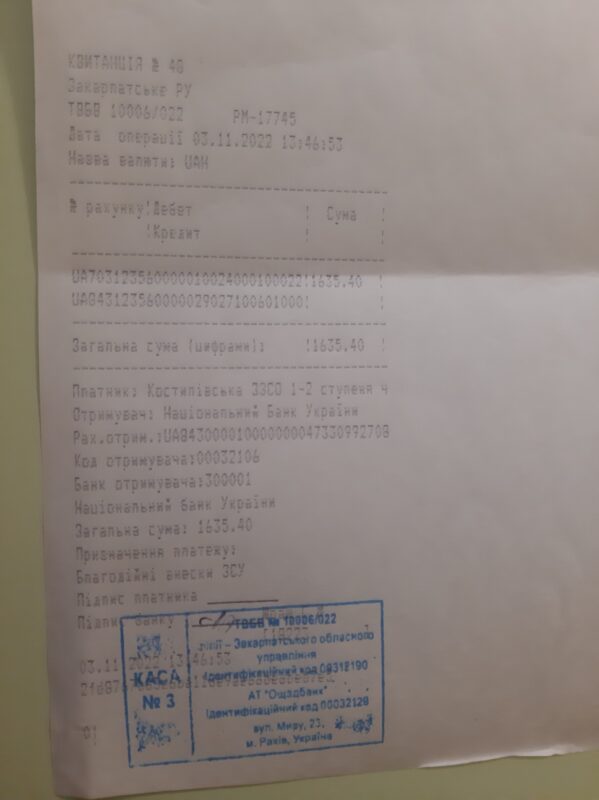 КВИТАНЦІЯ № 40
Закарпатське РУ
ТВБВ 10006/022 РМ-17745
Дата операції 03.11.2022 13:46:53
Назва валюти: UAH
№ рахунку!Дебет ! Сума !
!Кредит ! !
!1635.40 !
Загальна сума (цифрами): !1635.40 !
Платник: Костилівська ЗЗСО 1-2 ступеня ч
Отримувач: Національний Банк України
Рах.отрим.:UA843000010000000047330992708
Код отримувача:00032106
Банк отримувача:300001
Національний банк України
Загальна сума: 1635.40
Призначення платежу:
Благодійні внески ЗСУ
Підпис платника
Підпис банку
03.11.2022 13:46:53
КАСА
№ 3
ТВБВ № 10006/022
філії – Закарпатського обласного
управління
Ідентифікаційний код 09312190
АТ "Ощадбанк"
Ідентифікаційний код 00032129
вул. Миру, 23,
м. Рахів, Україна